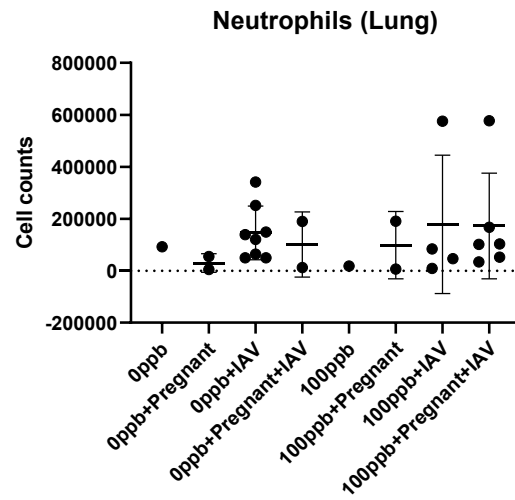 Neutrophils (Lung)
Cell counts
800000
600000
400000
200000
0
-200000
0ppb
0ppb+Pregnant
0ppb+IAV
0ppb+Pregnant+IAV
100ppb
100ppb+Pregnant
100ppb+IAV
100ppb+Pregnant+IAV